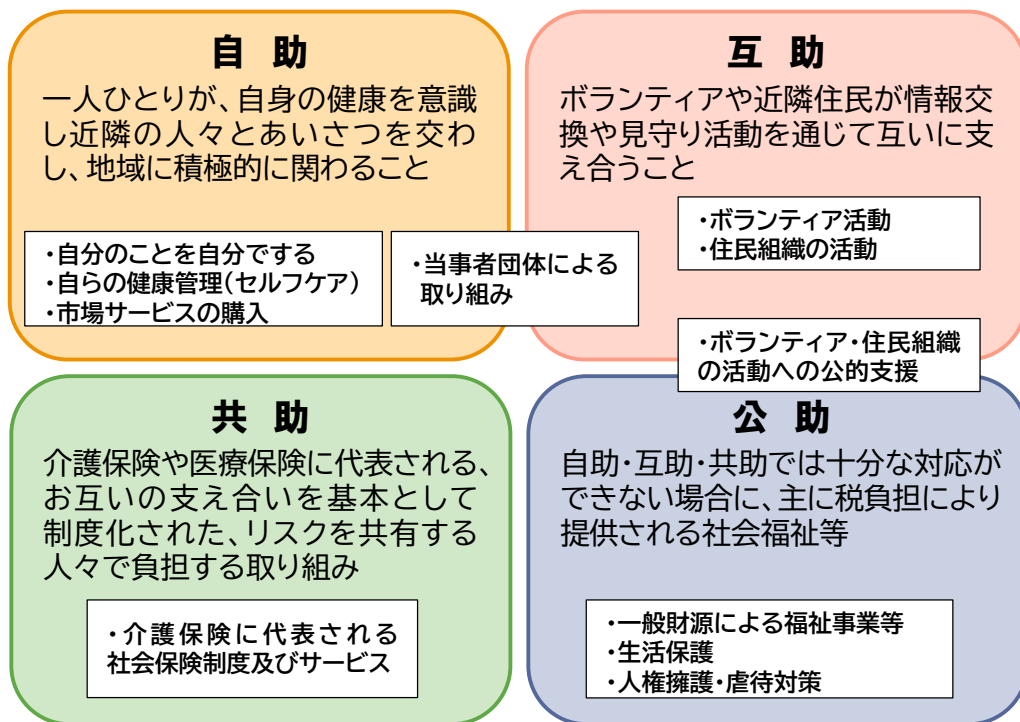 自 助
一人ひとりが、自身の健康を意識
し近隣の人々とあいさつを交わ
し、地域に積極的に関わること
・自分のことを自分でする
・自らの健康管理(セルフケア)
・市場サービスの購入
・当事者団体による
取り組み
互 助
ボランティアや近隣住民が情報交
換や見守り活動を通じて互いに支
え合うこと
・ボランティア活動
・住民組織の活動
・ボランティア・住民組織
の活動への公的支援
共 助
介護保険や医療保険に代表される、
お互いの支え合いを基本として
制度化された、リスクを共有する
人々で負担する取り組み
・介護保険に代表される
社会保険制度及びサービス
公 助
自助・互助・共助では十分な対応が
できない場合に、主に税負担により
提供される社会福祉等
・一般財源による福祉事業等
・生活保護
・人権擁護・虐待対策